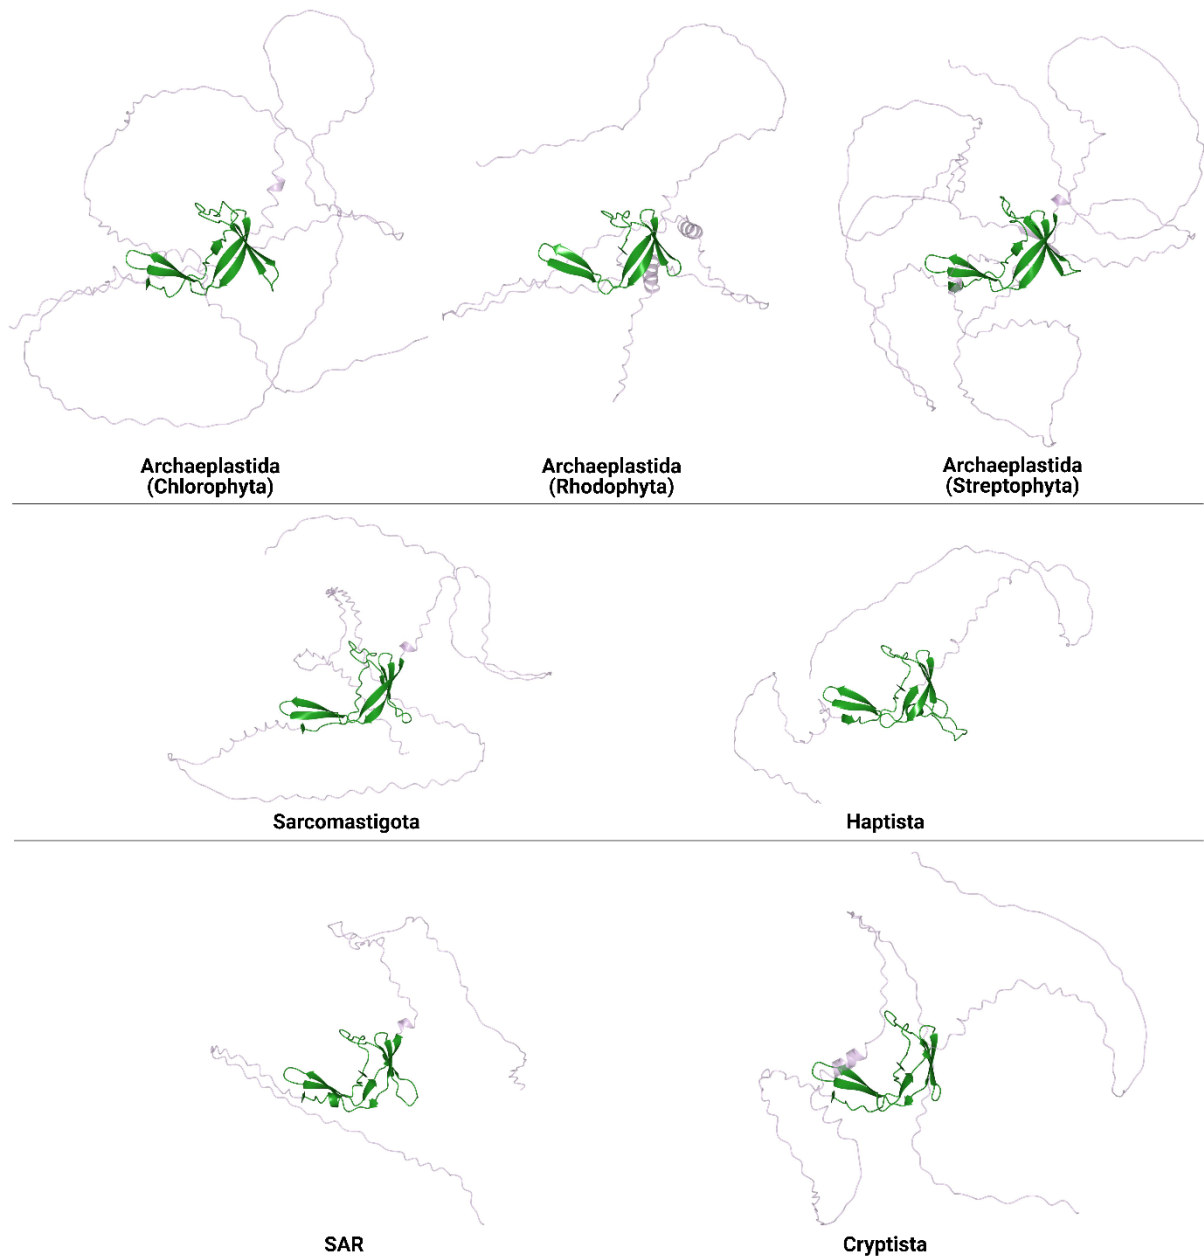 Archaeplastida
(Chlorophyta)
Archaeplastida
(Rhodophyta)
Archaeplastida
(Streptophyta)
Sarcomastigota
Haptista
SAR
Cryptista